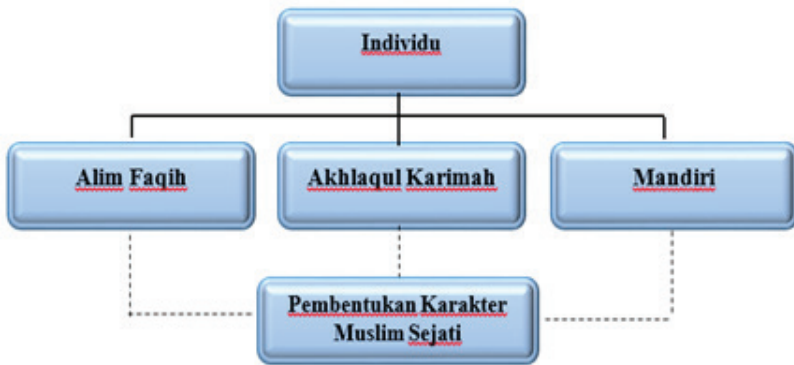 Individu
Alim Faqih
Akhlaqul Karimah
Mandiri
Pembentukan Karakter
Muslim Sejati